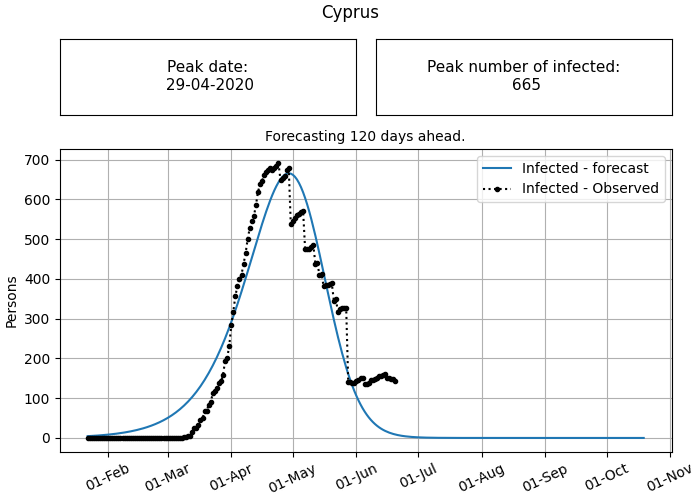 Cyprus
Peak date:
29-04-2020
Peak number of infected:
665
Forecasting 120 days ahead.
Infected - forecast
Infected - Observed
Persons
700
600
500
400
300
200
100
0
01-Feb
01-Mar
01-Apr
01-May
01-Jun
01-Jul
01-Aug
01-Sep
01-Oct
01-Nov